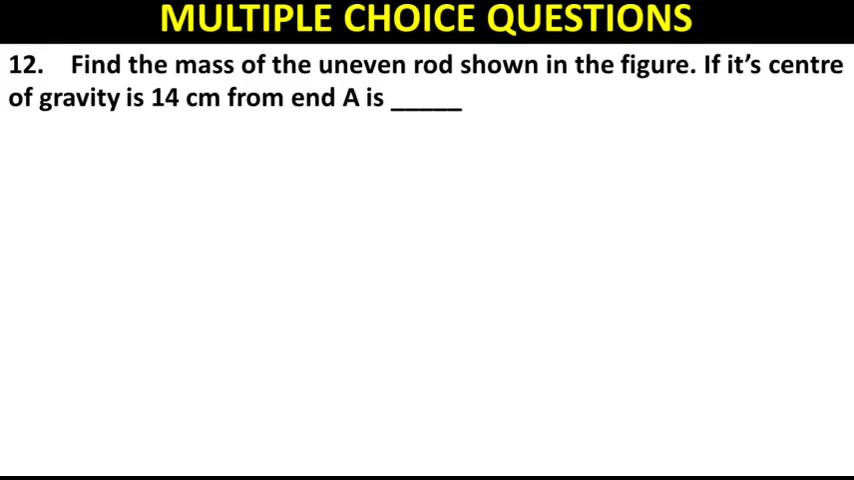 MULTIPLE CHOICE QUESTIONS
12. Find the mass of the uneven rod shown in the figure. If it’s centre
of gravity is 14 cm from end A is _____